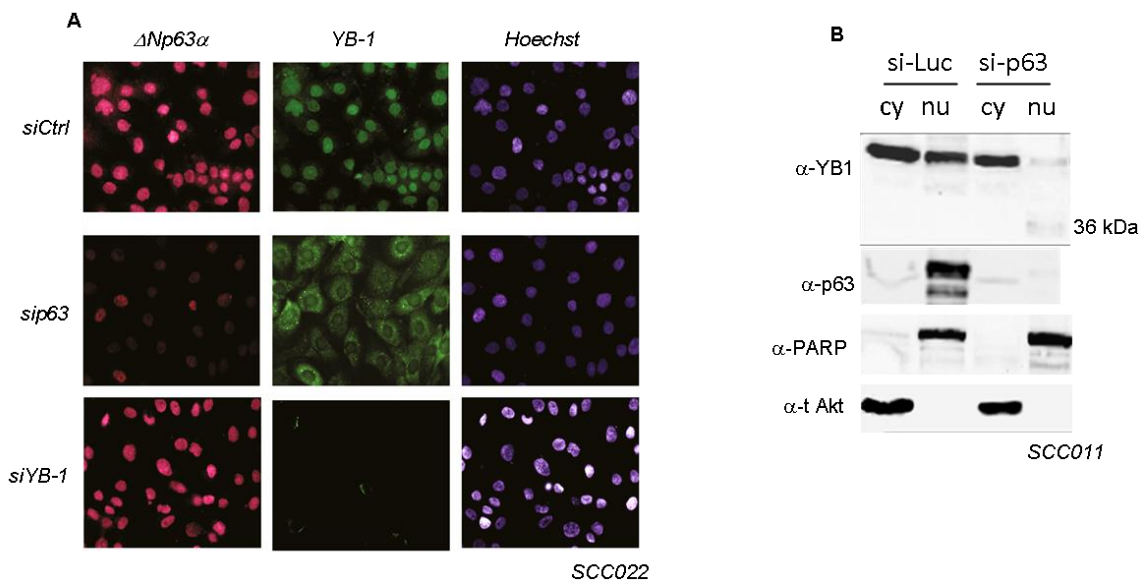 A
ΔNp63α YB-1 Hoechst
siCtrl
sip63
siYB-1
SCC022
B
si-Luc si-p63
cy nu cy nu
α-YB1
36 kDa
α-p63
α-PARP
α-t Akt
SCC011